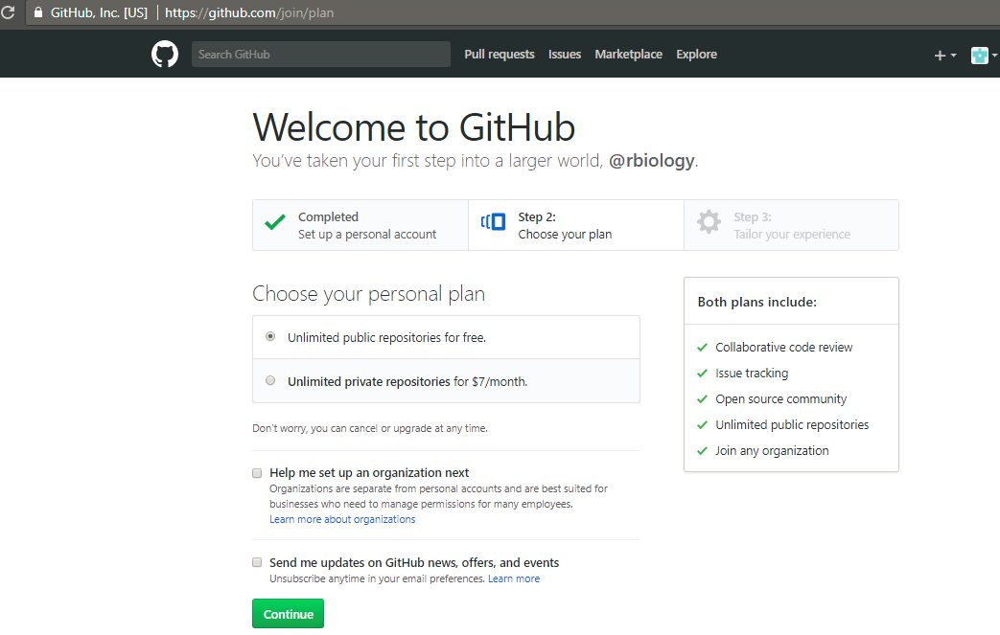 GitHub, Inc. [US] | https://github.com/join/plan
Search GitHub
Pull requests Issues Marketplace Explore
Welcome to GitHub
You’ve taken your first step into a larger world, @rbiology.
Completed
Set up a personal account
Step 2:
Choose your plan
Step 3:
Tailor your experience
Choose your personal plan
Unlimited public repositories for free.
Unlimited private repositories for $7/month.
Don’t worry, you can cancel or upgrade at any time.
Help me set up an organization next
Organizations are separate from personal accounts and are best suited for
businesses who need to manage permissions for many employees.
Learn more about organizations
Send me updates on GitHub news, offers, and events
Unsubscribe anytime in your email preferences. Learn more
Continue
Both plans include:
Collaborative code review
Issue tracking
Open source community
Unlimited public repositories
Join any organization